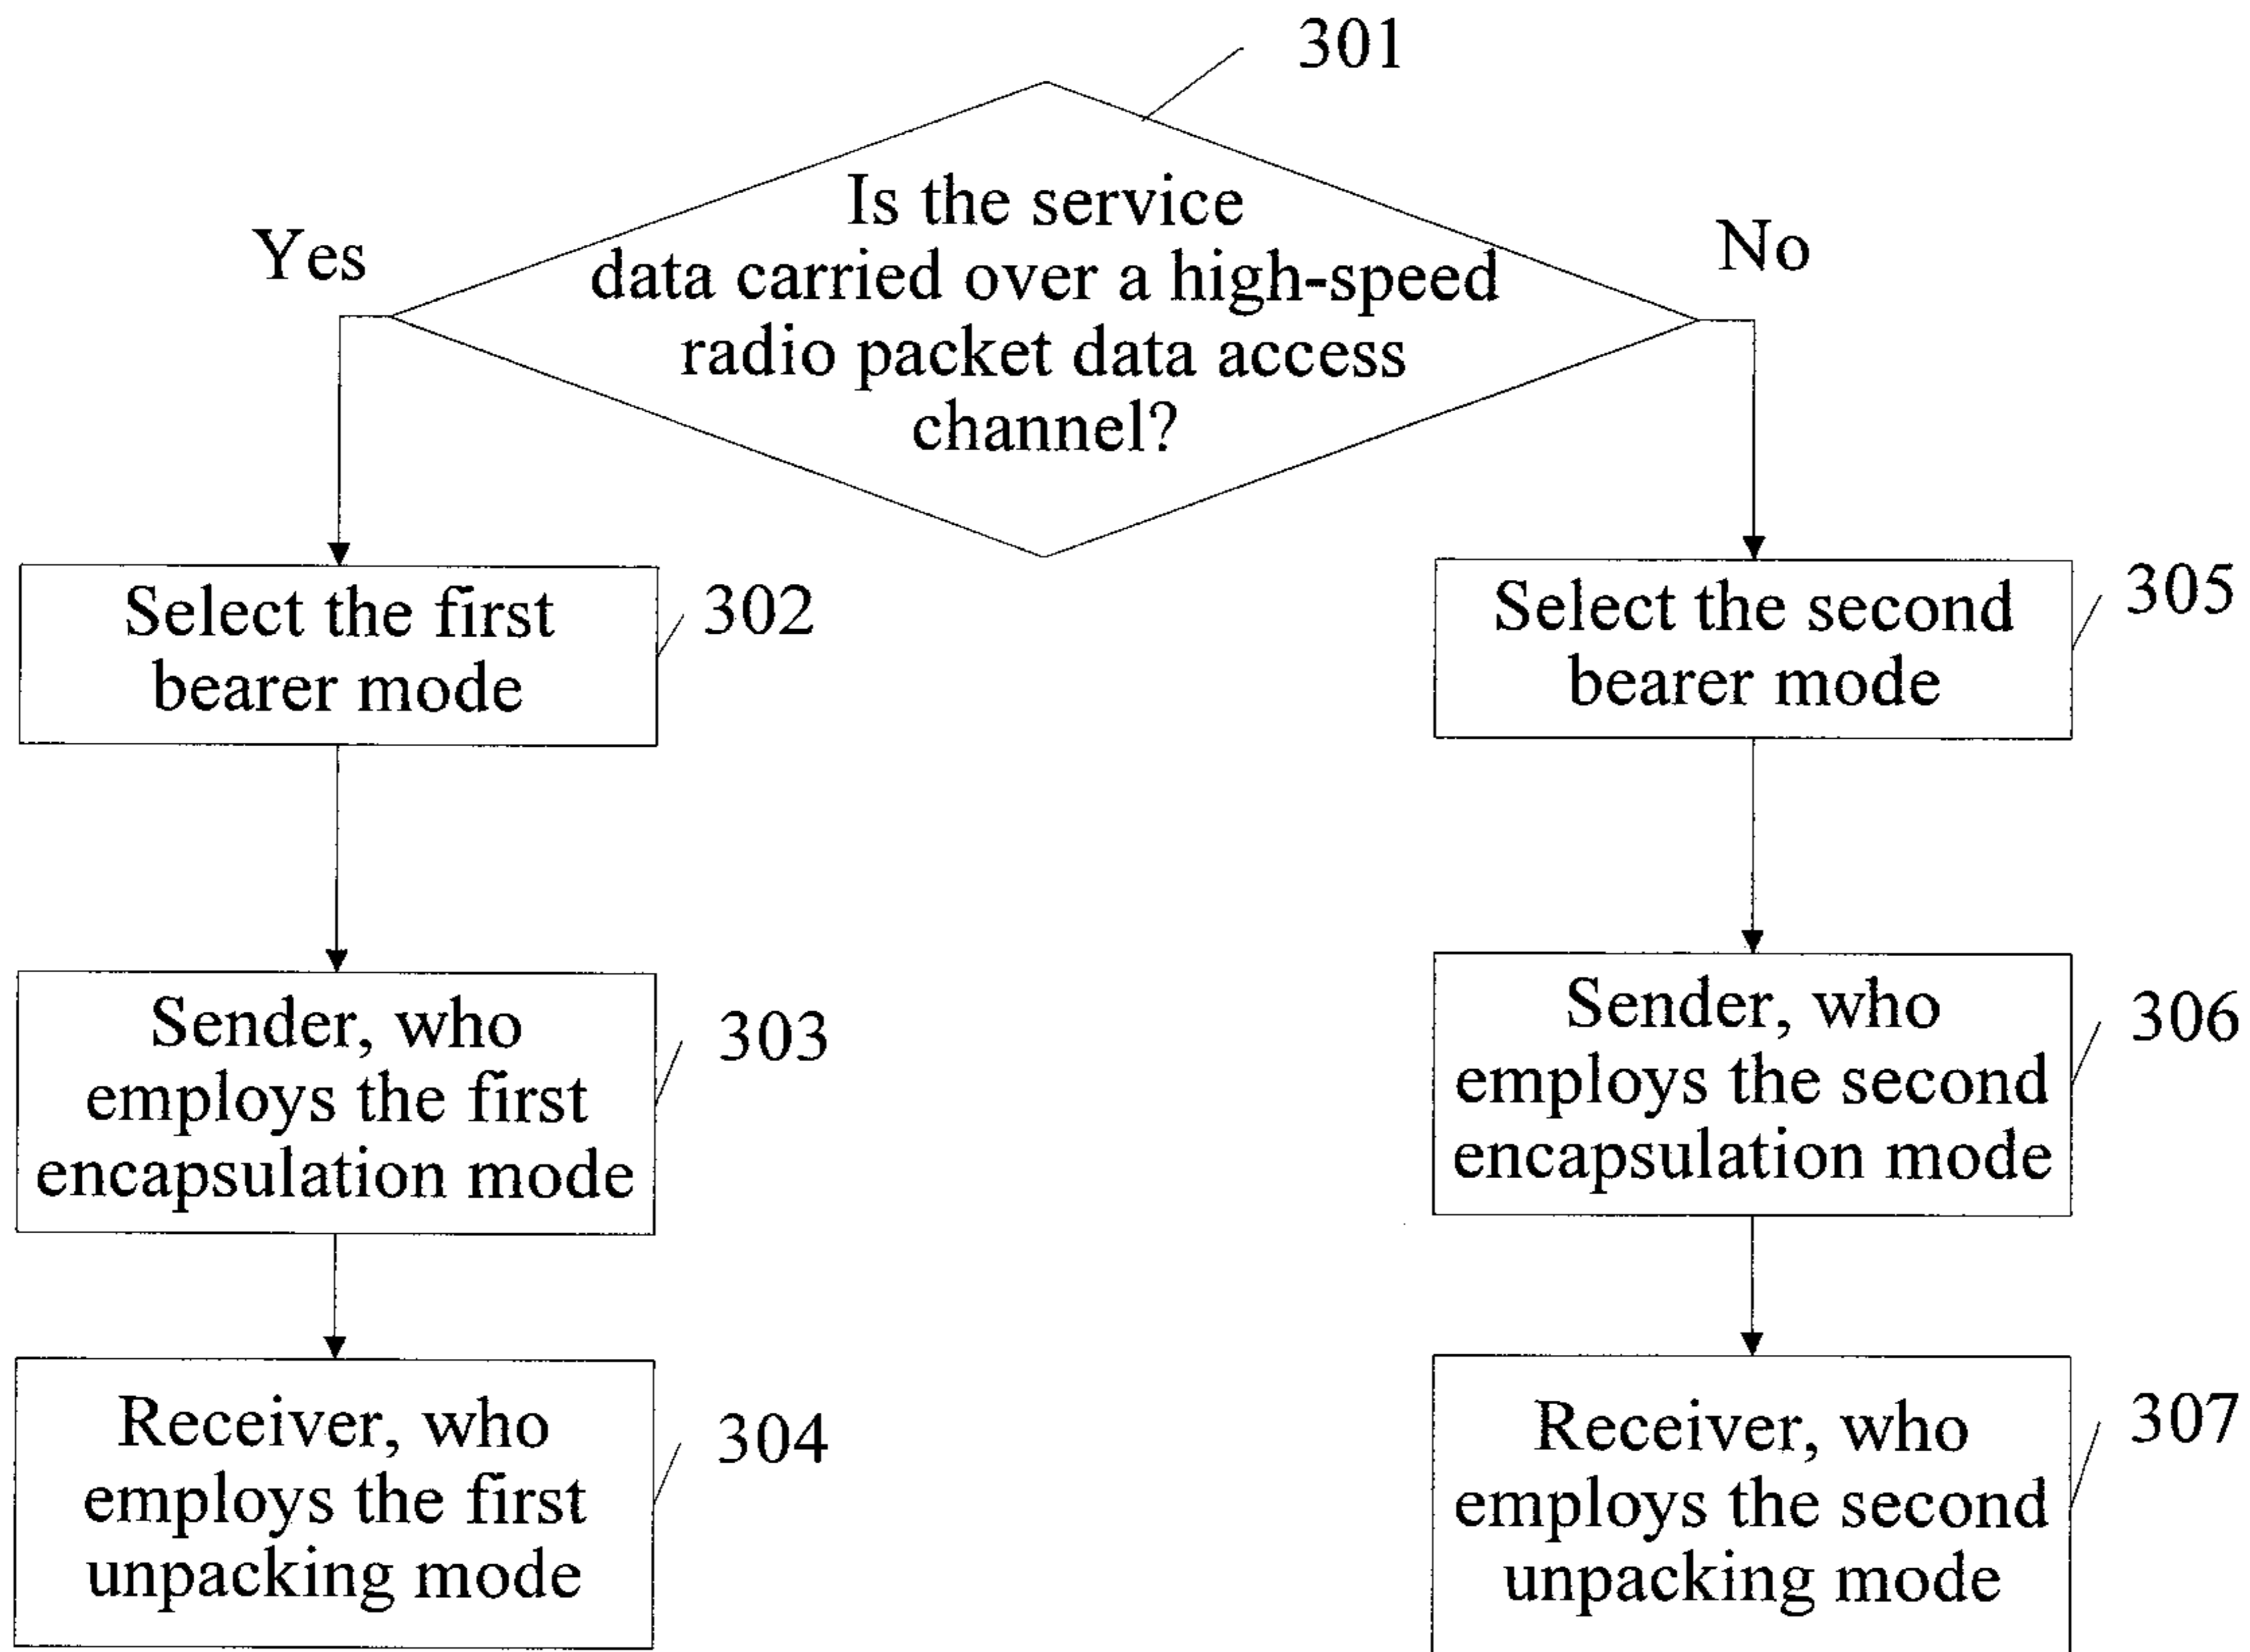 301
Is the service
data carried over a high-speed
radio packet data access
channel?
Yes
No
Select the first
bearer mode
302
Sender, who
employs the first
encapsulation mode
303
Receiver, who
employs the first
unpacking mode
304
Select the second
bearer mode
305
Sender, who
employs the second
encapsulation mode
306
Receiver, who
employs the second
unpacking mode
307